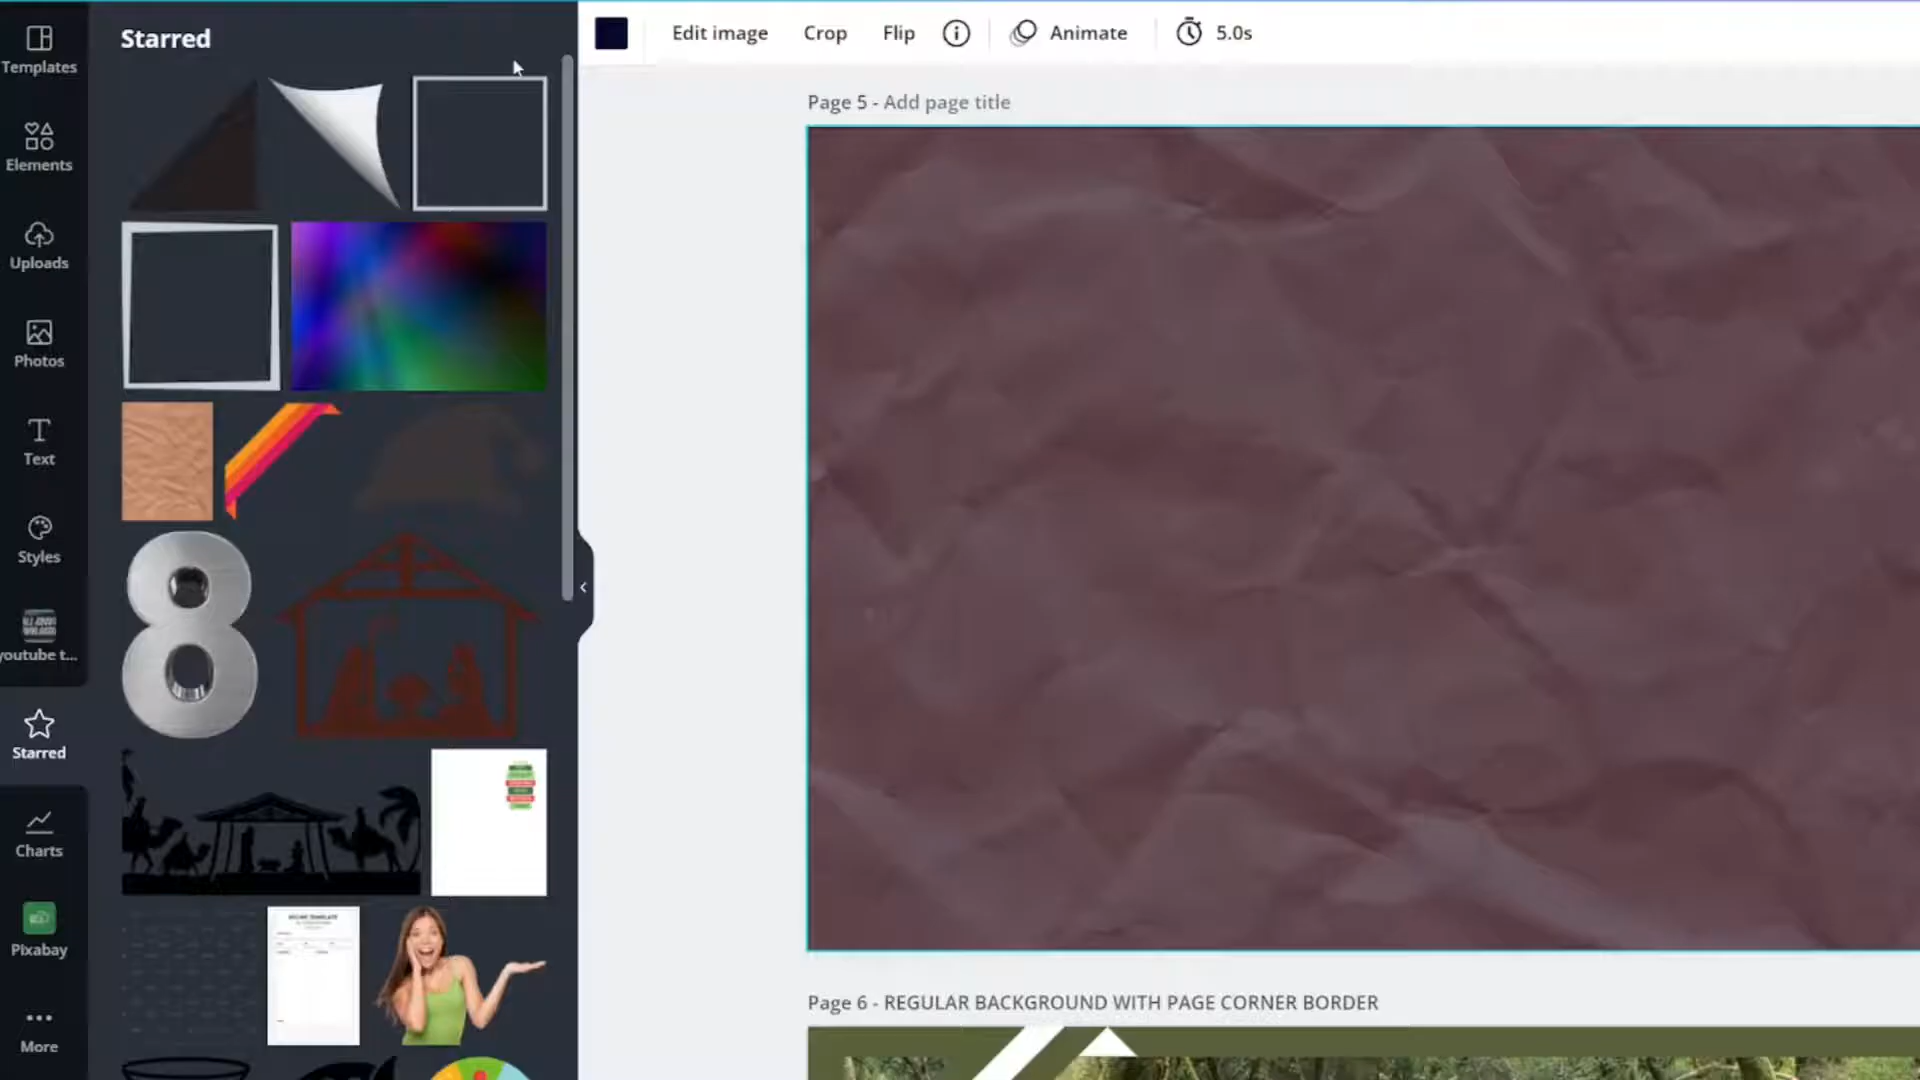 Templates
Elements
Uploads
Photos
Text
Styles
youtube t...
Starred
Charts
Pixabay
More
Starred
8
Edit image
Crop
Flip
Animate
5.0s
Page 5 - Add page title
Page 6 - REGULAR BACKGROUND WITH PAGE CORNER BORDER